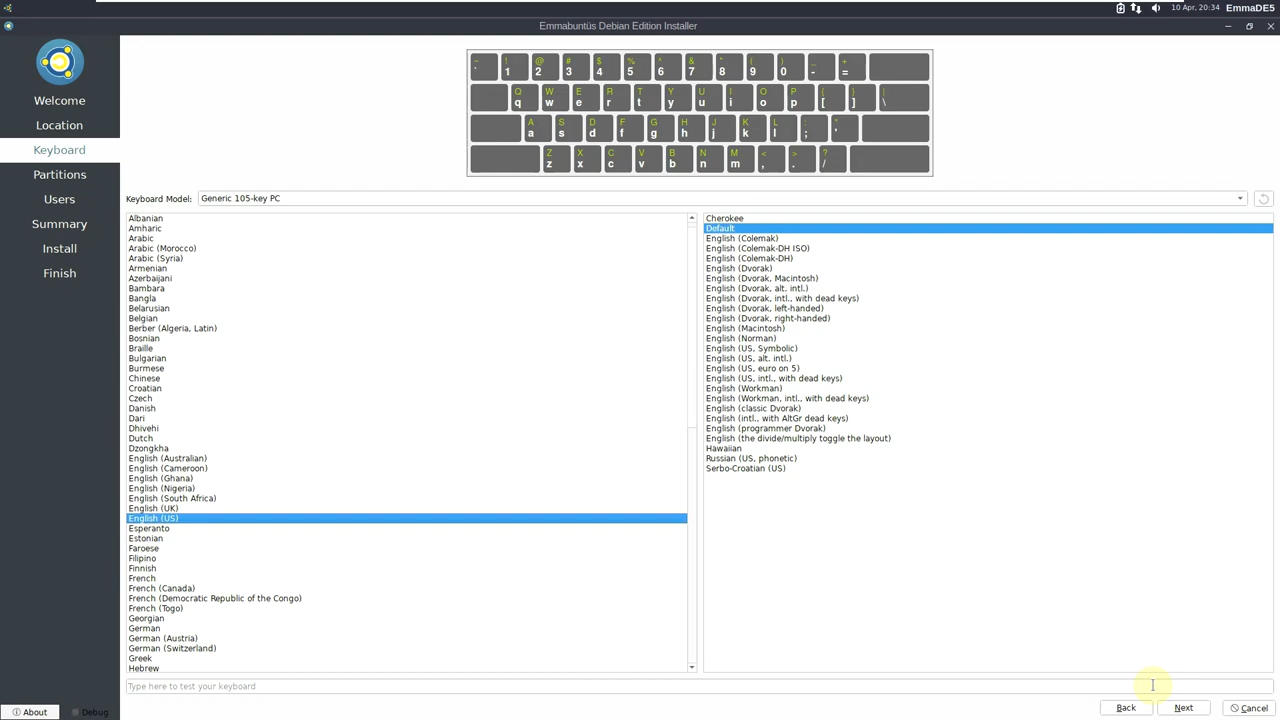 10 Apr, 20:34 EmmaDE5
Emmabuntüs Debian Edition Installer
Welcome
Location
Keyboard
Partitions
Users
Summary
Install
Finish
~ ! @ # $ % ^ & * ( ) _ +
` 1 2 3 4 5 6 7 8 9 0 - =
Q W E R T Y U I O P { } |
q w e r t y u i o p [ ] \
A S D F G H J K L : "
a s d f g h j k l ; '
Z X C V B N M < > ?
z x c v b n m , . /
Keyboard Model: Generic 105-key PC
Albanian
Amharic
Arabic
Arabic (Morocco)
Arabic (Syria)
Armenian
Azerbaijani
Bambara
Bangla
Belarusian
Belgian
Berber (Algeria, Latin)
Bosnian
Braille
Bulgarian
Burmese
Chinese
Croatian
Czech
Danish
Dari
Dhivehi
Dutch
Dzongkha
English (Australian)
English (Cameroon)
English (Ghana)
English (Nigeria)
English (South Africa)
English (UK)
English (US)
Esperanto
Estonian
Faroese
Filipino
Finnish
French
French (Canada)
French (Democratic Republic of the Congo)
French (Togo)
Georgian
German
German (Austria)
German (Switzerland)
Greek
Hebrew
Cherokee
Default
English (Colemak)
English (Colemak-DH ISO)
English (Colemak-DH)
English (Dvorak)
English (Dvorak, Macintosh)
English (Dvorak, alt. intl.)
English (Dvorak, intl., with dead keys)
English (Dvorak, left-handed)
English (Dvorak, right-handed)
English (Macintosh)
English (Norman)
English (US, Symbolic)
English (US, alt. intl.)
English (US, euro on 5)
English (US, intl., with dead keys)
English (Workman)
English (Workman, intl., with dead keys)
English (classic Dvorak)
English (intl., with AltGr dead keys)
English (programmer Dvorak)
English (the divide/multiply toggle the layout)
Hawaiian
Russian (US, phonetic)
Serbo-Croatian (US)
Type here to test your keyboard
About Debug
Back Next Cancel